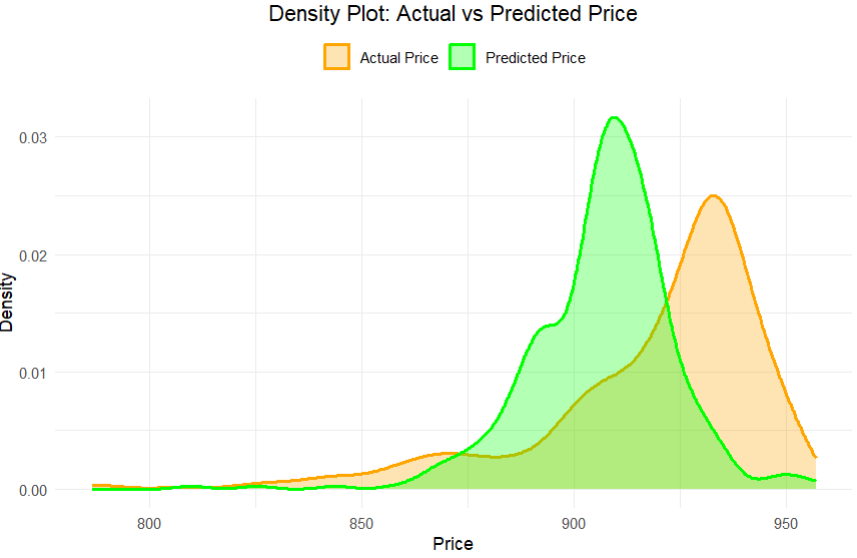 Density Plot: Actual vs Predicted Price
Actual Price Predicted Price
0.03
0.02
0.01
0.00
Density
800 850 900 950
Price